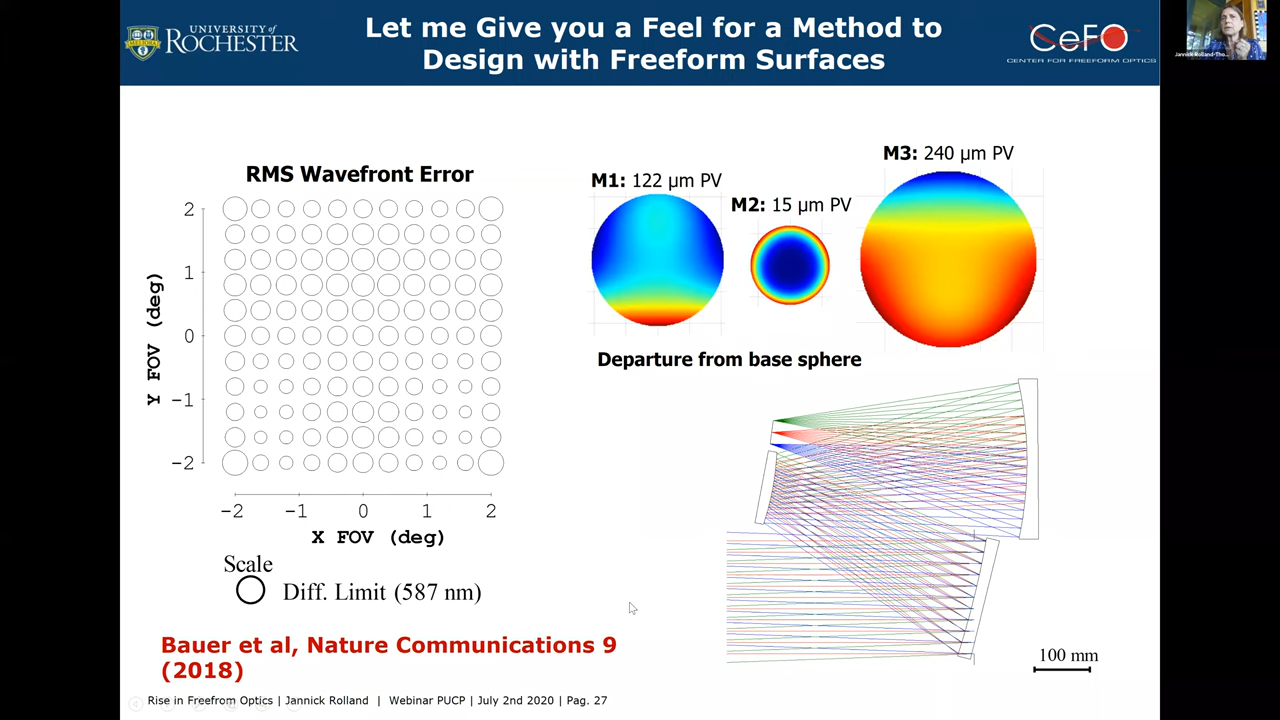 UNIVERSITY of
ROCHESTER
MELIORA
Let me Give you a Feel for a Method to
Design with Freeform Surfaces
CeFO
CENTER FOR FREEFORM OPTICS
Jannick Rolland-Tho...
RMS Wavefront Error
2
1
0
-1
-2
Y FOV (deg)
-2 -1 0 1 2
X FOV (deg)
Scale
Diff. Limit (587 nm)
M1: 122 µm PV
M2: 15 µm PV
M3: 240 µm PV
Departure from base sphere
100 mm
Bauer et al, Nature Communications 9
(2018)
Rise in Freefrom Optics | Jannick Rolland | Webinar PUCP | July 2nd 2020 | Pag. 27